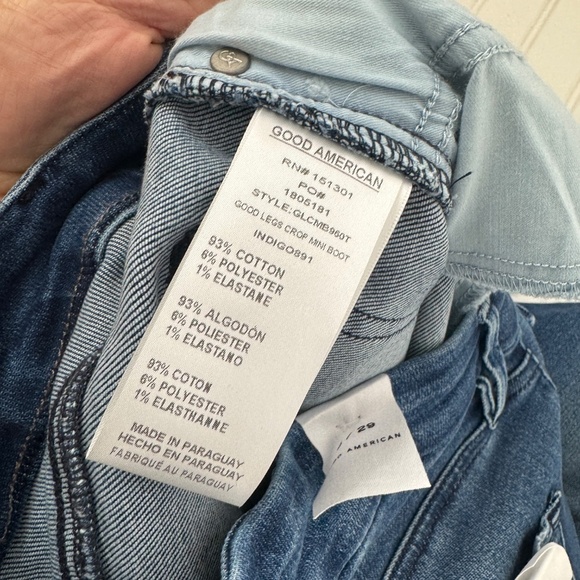 GOOD AMERICAN
RN# 151301
PO#
1805181
STYLE:GLCMB960T
GOOD LEGS CROP MINI BOOT
INDIGO891
93% COTTON
6% POLYESTER
1% ELASTANE
93% ALGODÓN
6% POLIESTER
1% ELASTANO
93% COTON
6% POLYESTER
1% ELASTHANNE
MADE IN PARAGUAY
HECHO EN PARAGUAY
FABRIQUÉ AU PARAGUAY
/ 29
AMERICAN